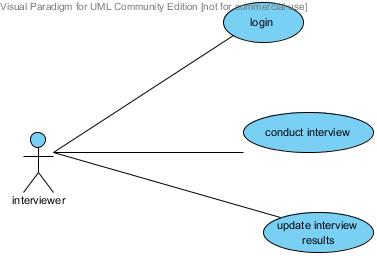 Visual Paradigm for UML Community Edition [not for commercial use]
login
conduct interview
interviewer
update interview
results